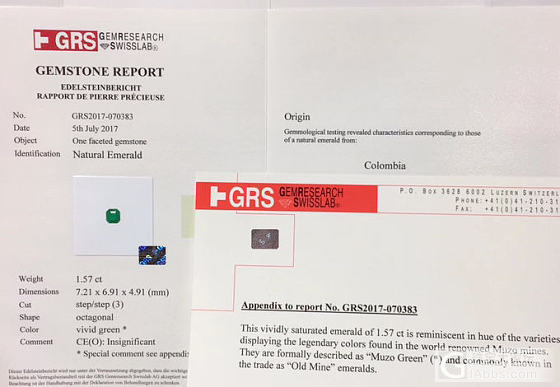 GRS GEMRESEARCH SWISSLAB®
GEMSTONE REPORT
EDELSTEINBERICHT
RAPPORT DE PIERRE PRÉCIEUSE
No. GRS2017-070383
Date 5th July 2017
Object One faceted gemstone
Identification Natural Emerald
Weight 1.57 ct
Dimensions 7.21 x 6.91 x 4.91 (mm)
Cut step/step (3)
Shape octagonal
Color vivid green *
Comment CE(O): Insignificant
* Special comment see appendix
Origin
Gemmological testing revealed characteristics corresponding to those
of a natural emerald from:
Colombia
GRS GEMRESEARCH SWISSLAB®
P.O. Box 3628 6002 Luzern Switzerl
Phone: +41(0)41-210-31
Fax: +41(0)41-210-31
Appendix to report No. GRS2017-070383
This vividly saturated emerald of 1.57 ct is reminiscent in hue of the varieties
displaying the legendary colors found in the world renowned Muzo mines.
They are formally described as “Muzo Green” (*) and commonly known in
the trade as “Old Mine” emeralds.